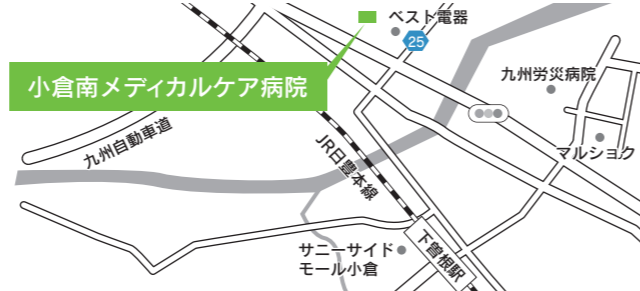 ベスト電器
25
小倉南メディカルケア病院
九州労災病院
九州自動車道
JR日豊本線
マルショク
下曽根駅
サニーサイド
モール小倉